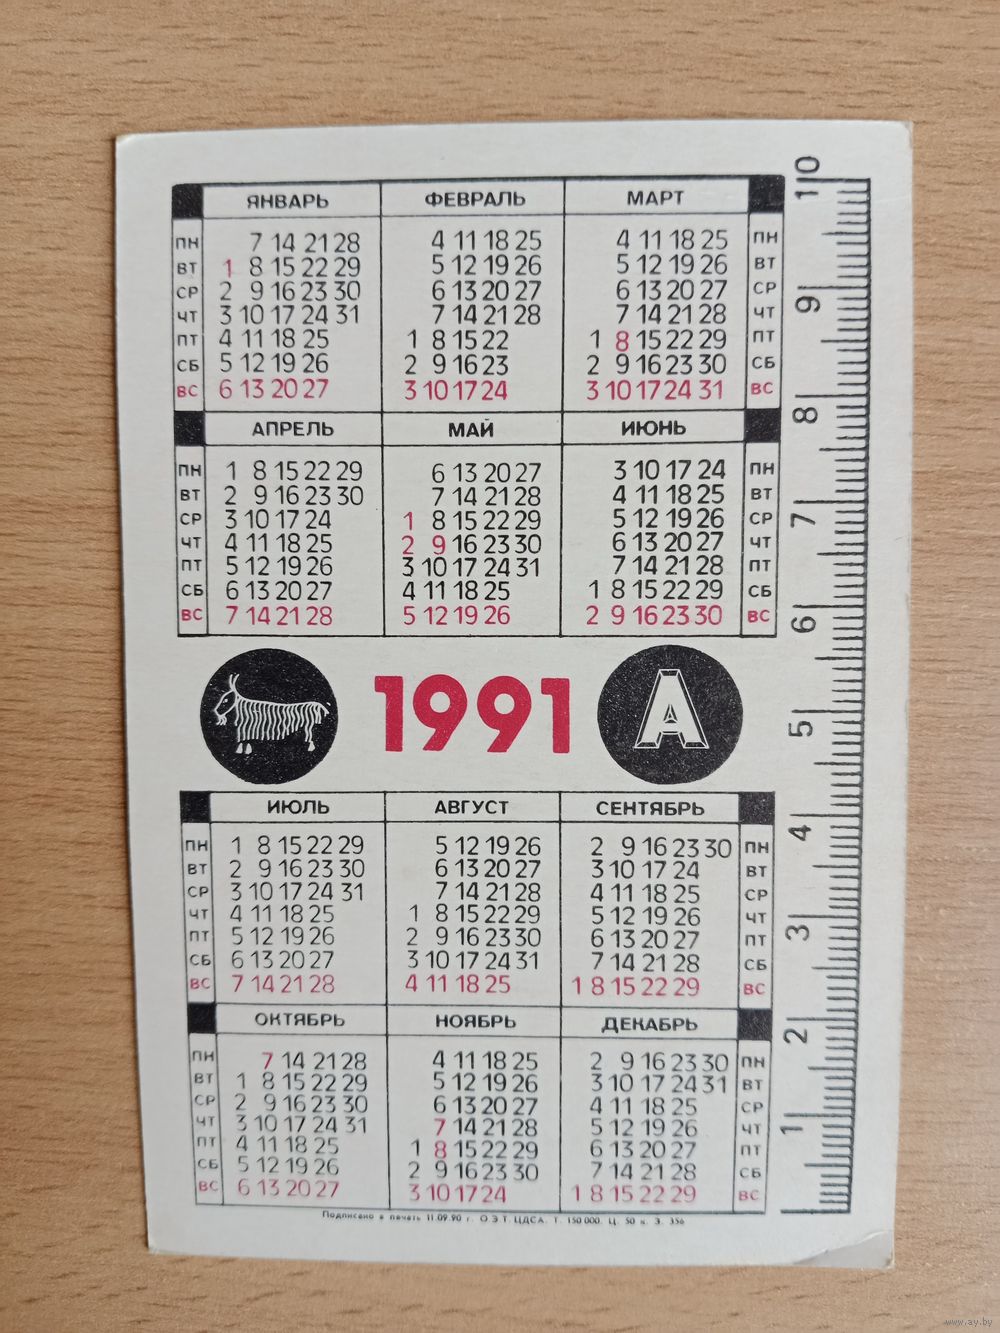 ЯНВАРЬ ФЕВРАЛЬ МАРТ
ПН 7 14 21 28 4 11 18 25 4 11 18 25 ПН
ВТ 1 8 15 22 29 5 12 19 26 5 12 19 26 ВТ
СР 2 9 16 23 30 6 13 20 27 6 13 20 27 СР
ЧТ 3 10 17 24 31 7 14 21 28 7 14 21 28 ЧТ
ПТ 4 11 18 25 1 8 15 22 1 8 15 22 29 ПТ
СБ 5 12 19 26 2 9 16 23 2 9 16 23 30 СБ
ВС 6 13 20 27 3 10 17 24 3 10 17 24 31 ВС
АПРЕЛЬ МАЙ ИЮНЬ
ПН 1 8 15 22 29 6 13 20 27 3 10 17 24 ПН
ВТ 2 9 16 23 30 7 14 21 28 4 11 18 25 ВТ
СР 3 10 17 24 1 8 15 22 29 5 12 19 26 СР
ЧТ 4 11 18 25 2 9 16 23 30 6 13 20 27 ЧТ
ПТ 5 12 19 26 3 10 17 24 31 7 14 21 28 ПТ
СБ 6 13 20 27 4 11 18 25 1 8 15 22 29 СБ
ВС 7 14 21 28 5 12 19 26 2 9 16 23 30 ВС
1991 А
ИЮЛЬ АВГУСТ СЕНТЯБРЬ
ПН 1 8 15 22 29 5 12 19 26 2 9 16 23 30 ПН
ВТ 2 9 16 23 30 6 13 20 27 3 10 17 24 ВТ
СР 3 10 17 24 31 7 14 21 28 4 11 18 25 СР
ЧТ 4 11 18 25 1 8 15 22 29 5 12 19 26 ЧТ
ПТ 5 12 19 26 2 9 16 23 30 6 13 20 27 ПТ
СБ 6 13 20 27 3 10 17 24 31 7 14 21 28 СБ
ВС 7 14 21 28 4 11 18 25 1 8 15 22 29 ВС
ОКТЯБРЬ НОЯБРЬ ДЕКАБРЬ
ПН 7 14 21 28 4 11 18 25 2 9 16 23 30 ПН
ВТ 1 8 15 22 29 5 12 19 26 3 10 17 24 31 ВТ
СР 2 9 16 23 30 6 13 20 27 4 11 18 25 СР
ЧТ 3 10 17 24 31 7 14 21 28 5 12 19 26 ЧТ
ПТ 4 11 18 25 1 8 15 22 29 6 13 20 27 ПТ
СБ 5 12 19 26 2 9 16 23 30 7 14 21 28 СБ
ВС 6 13 20 27 3 10 17 24 1 8 15 22 29 ВС
Подписано в печать 11.09.90 г. О Э Т. ЦДСА. Т. 150 000. Ц. 50 к. З. 356
10
9
8
7
6
5
4
3
2
1
www.ay.by